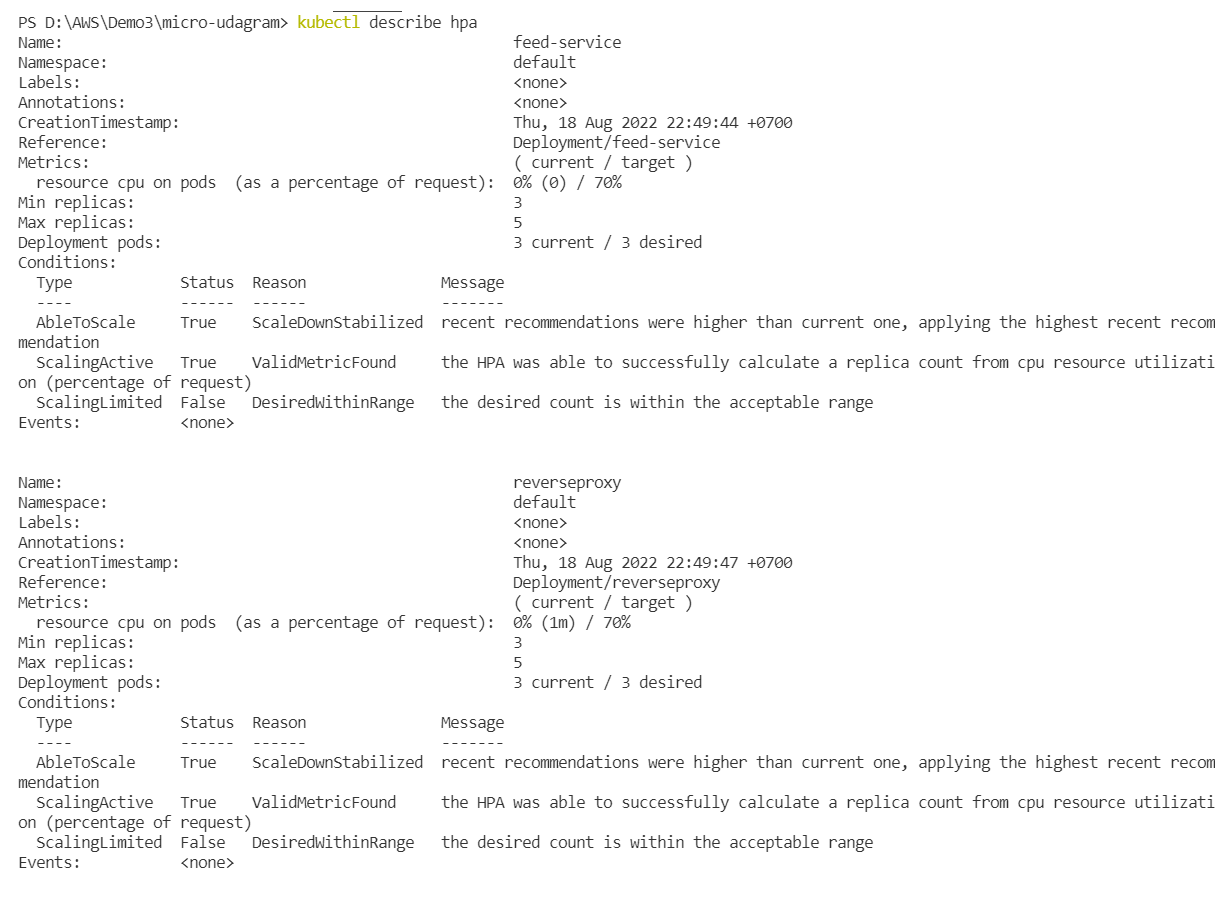 PS D:\AWS\Demo3\micro-udagram> kubectl describe hpa
Name:                                                  feed-service
Namespace:                                             default
Labels:                                                <none>
Annotations:                                           <none>
CreationTimestamp:                                     Thu, 18 Aug 2022 22:49:44 +0700
Reference:                                             Deployment/feed-service
Metrics:                                               ( current / target )
  resource cpu on pods  (as a percentage of request):  0% (0) / 70%
Min replicas:                                          3
Max replicas:                                          5
Deployment pods:                                       3 current / 3 desired
Conditions:
  Type            Status  Reason               Message
  ----            ------  ------               -------
  AbleToScale     True    ScaleDownStabilized  recent recommendations were higher than current one, applying the highest recent recom
mendation
  ScalingActive   True    ValidMetricFound     the HPA was able to successfully calculate a replica count from cpu resource utilizati
on (percentage of request)
  ScalingLimited  False   DesiredWithinRange   the desired count is within the acceptable range
Events:           <none>
Name:                                                  reverseproxy
Namespace:                                             default
Labels:                                                <none>
Annotations:                                           <none>
CreationTimestamp:                                     Thu, 18 Aug 2022 22:49:47 +0700
Reference:                                             Deployment/reverseproxy
Metrics:                                               ( current / target )
  resource cpu on pods  (as a percentage of request):  0% (1m) / 70%
Min replicas:                                          3
Max replicas:                                          5
Deployment pods:                                       3 current / 3 desired
Conditions:
  Type            Status  Reason               Message
  ----            ------  ------               -------
  AbleToScale     True    ScaleDownStabilized  recent recommendations were higher than current one, applying the highest recent recom
mendation
  ScalingActive   True    ValidMetricFound     the HPA was able to successfully calculate a replica count from cpu resource utilizati
on (percentage of request)
  ScalingLimited  False   DesiredWithinRange   the desired count is within the acceptable range
Events:           <none>